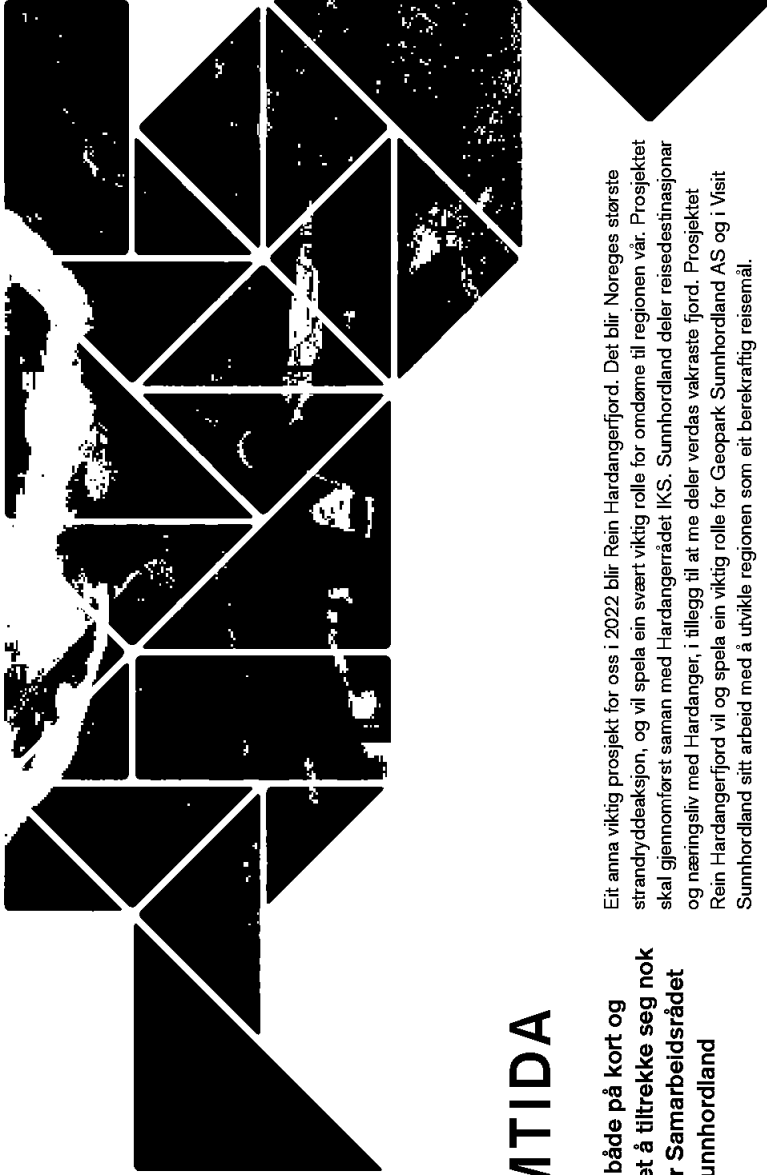 MTIDA
både på kort og
et å tiltrekke seg nok
r Samarbeidsrådet
unnhordland
Eit anna viktig prosjekt for oss i 2022 blir Rein Hardangerfjord. Det blir Noreges største
strandryddeaksjon, og vil spela ein svært viktig rolle for omdøme til regionen vår. Prosjektet
skal gjennomførst saman med Hardangerrådet IKS. Sunnhordland deler reisedestinasjonar
og næringsliv med Hardanger, i tillegg til at me deler verdas vakraste fjord. Prosjektet
Rein Hardangerfjord vil og spela ein viktig rolle for Geopark Sunnhordland AS og i Visit
Sunnhordland sitt arbeid med å utvikle regionen som eit berekraftig reisemål.